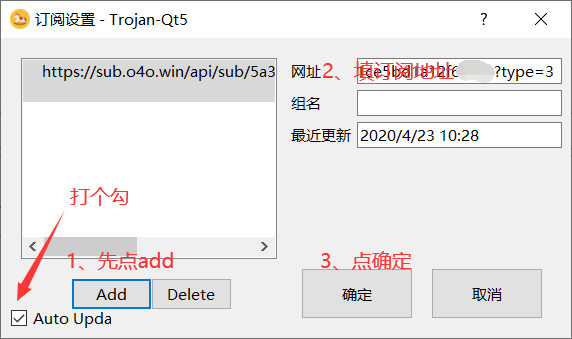 订阅设置 - Trojan-Qt5
https://sub.o4o.win/api/sub/5a3
网址
2、填订阅地址
?type=3
组名
最近更新
2020/4/23 10:28
打个勾
1、先点add
3、点确定
Add
Delete
确定
取消
Auto Upda